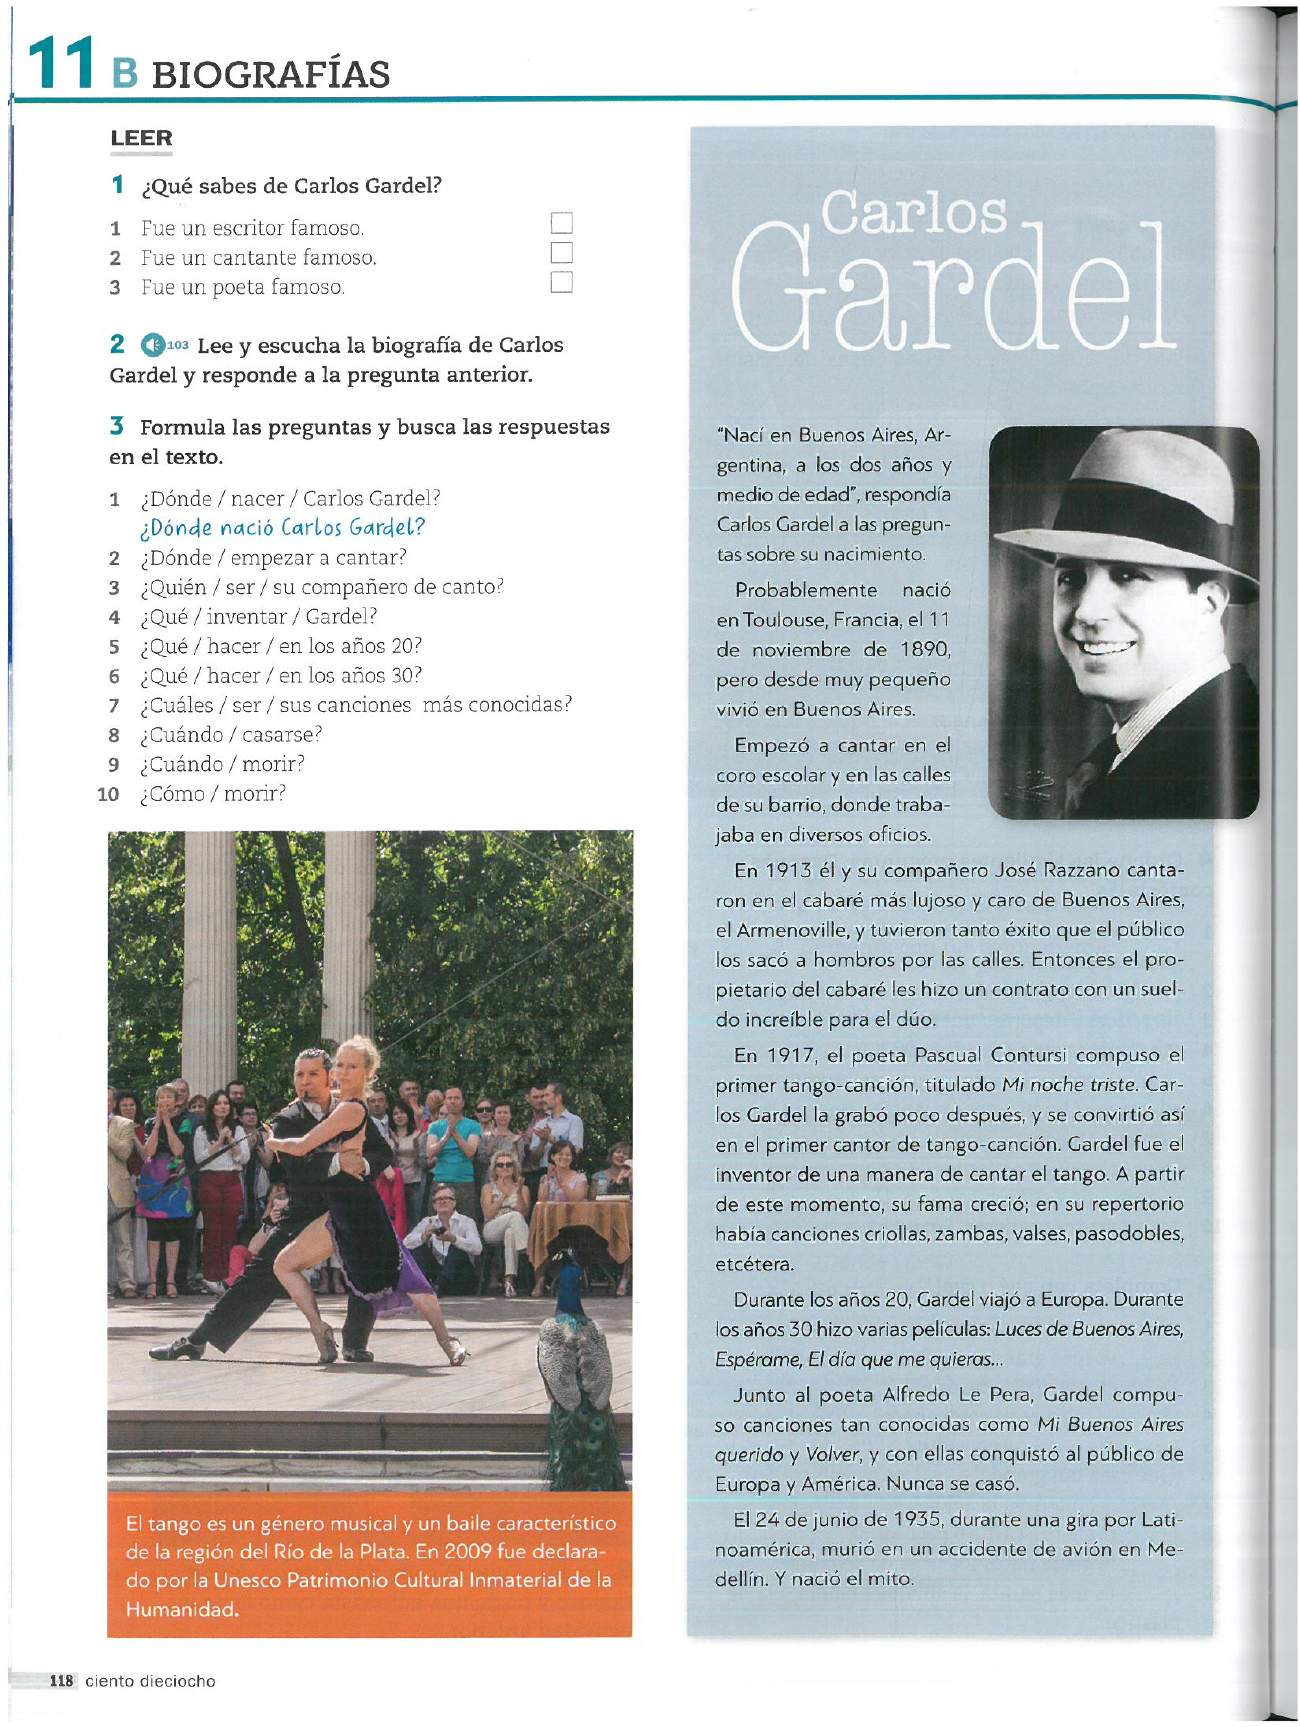 11 B BIOGRAFÍAS
LEER
1 ¿Qué sabes de Carlos Gardel?
1 Fue un escritor famoso.
2 Fue un cantante famoso.
3 Fue un poeta famoso.
2 103 Lee y escucha la biografía de Carlos
Gardel y responde a la pregunta anterior.
3 Formula las preguntas y busca las respuestas
en el texto.
1 ¿Dónde / nacer / Carlos Gardel?
¿Dónde nació Carlos Gardel?
2 ¿Dónde / empezar a cantar?
3 ¿Quién / ser / su compañero de canto?
4 ¿Qué / inventar / Gardel?
5 ¿Qué / hacer / en los años 20?
6 ¿Qué / hacer / en los años 30?
7 ¿Cuáles / ser / sus canciones más conocidas?
8 ¿Cuándo / casarse?
9 ¿Cuándo / morir?
10 ¿Cómo / morir?
El tango es un género musical y un baile característico
de la región del Río de la Plata. En 2009 fue declara-
do por la Unesco Patrimonio Cultural Inmaterial de la
Humanidad.
Carlos
Gardel
“Nací en Buenos Aires, Ar-
gentina, a los dos años y
medio de edad”, respondía
Carlos Gardel a las pregun-
tas sobre su nacimiento.
Probablemente nació
en Toulouse, Francia, el 11
de noviembre de 1890,
pero desde muy pequeño
vivió en Buenos Aires.
Empezó a cantar en el
coro escolar y en las calles
de su barrio, donde traba-
jaba en diversos oficios.
En 1913 él y su compañero José Razzano canta-
ron en el cabaré más lujoso y caro de Buenos Aires,
el Armenoville, y tuvieron tanto éxito que el público
los sacó a hombros por las calles. Entonces el pro-
pietario del cabaré les hizo un contrato con un suel-
do increíble para el dúo.
En 1917, el poeta Pascual Contursi compuso el
primer tango-canción, titulado Mi noche triste. Car-
los Gardel la grabó poco después, y se convirtió así
en el primer cantor de tango-canción. Gardel fue el
inventor de una manera de cantar el tango. A partir
de este momento, su fama creció; en su repertorio
había canciones criollas, zambas, valses, pasodobles,
etcétera.
Durante los años 20, Gardel viajó a Europa. Durante
los años 30 hizo varias películas: Luces de Buenos Aires,
Espérame, El día que me quieras...
Junto al poeta Alfredo Le Pera, Gardel compu-
so canciones tan conocidas como Mi Buenos Aires
querido y Volver, y con ellas conquistó al público de
Europa y América. Nunca se casó.
El 24 de junio de 1935, durante una gira por Lati-
noamérica, murió en un accidente de avión en Me-
dellín. Y nació el mito.
118 ciento dieciocho